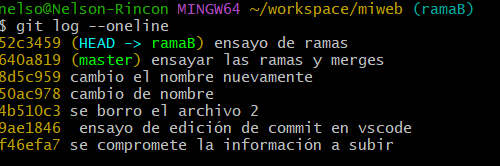 nelso@Nelson-Rincon MINGW64 ~/workspace/miweb (ramaB)
$ git log --oneline
52c3459 (HEAD -> ramaB) ensayo de ramas
640a819 (master) ensayar las ramas y merges
8d5c959 cambio el nombre nuevamente
50ac978 cambio de nombre
4b510c3 se borro el archivo 2
9ae1846  ensayo de edición de commit en vscode
f46efa7 se compromete la información a subir